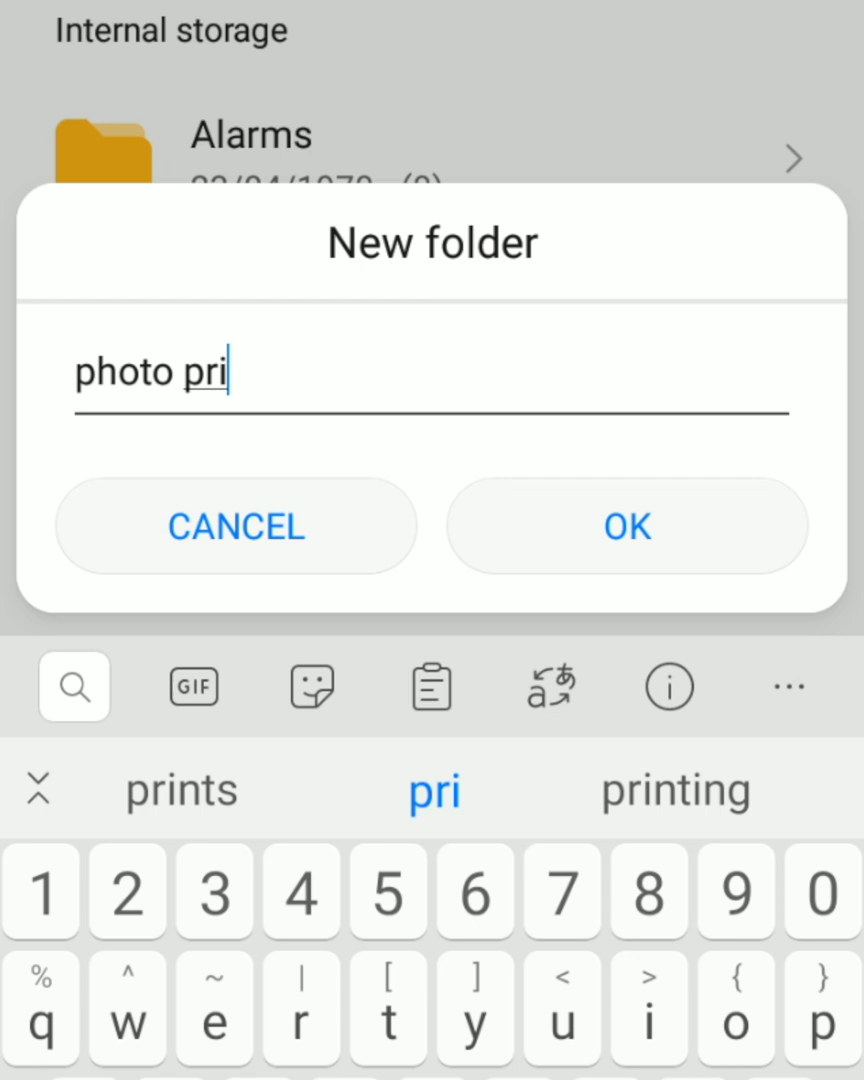 Internal storage
Alarms
New folder
photo pri
CANCEL OK
GIF
prints pri printing
1 2 3 4 5 6 7 8 9 0
% ^ ~ | [ ] < > { }
q w e r t y u i o p